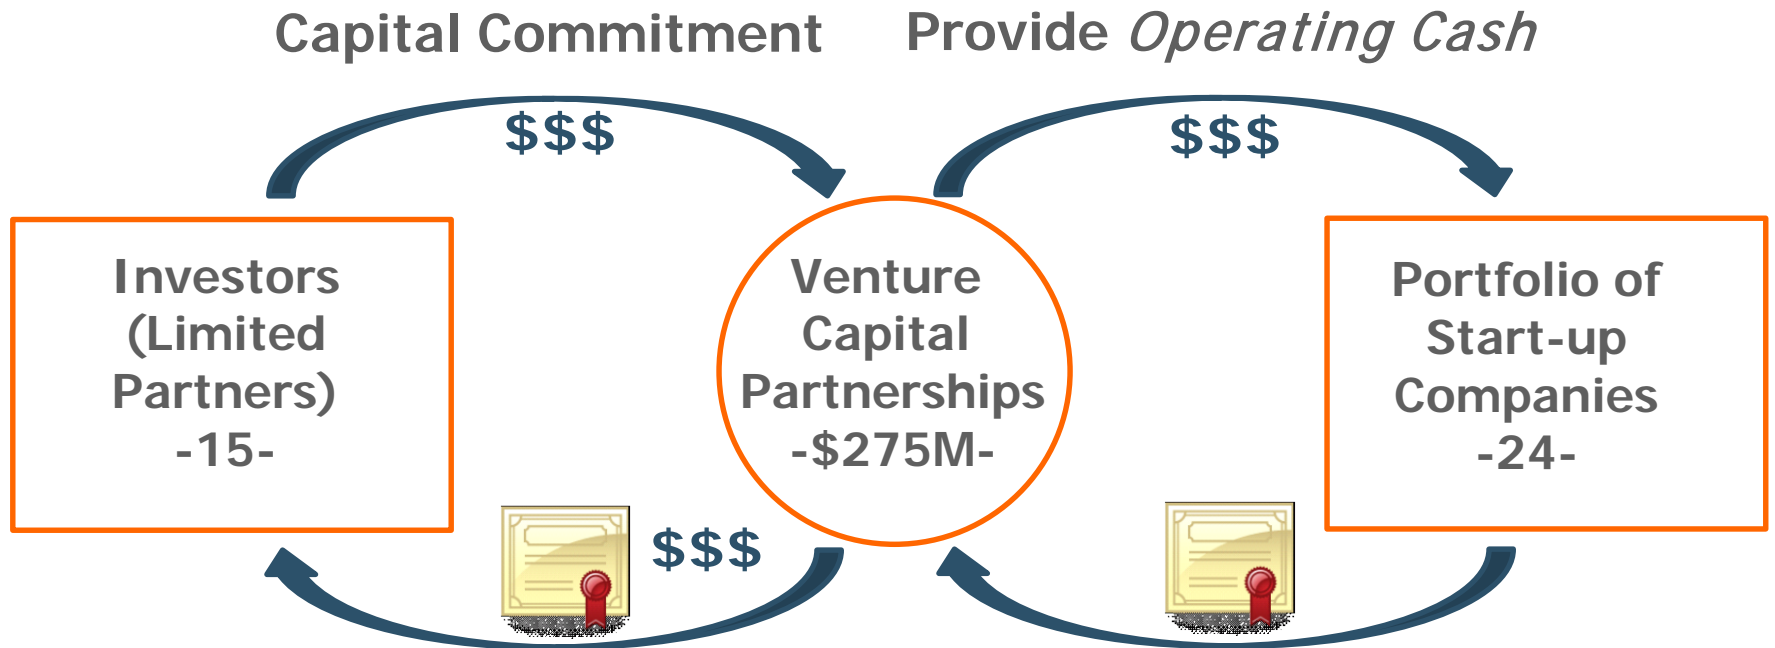 Capital Commitment
Provide Operating Cash
$$$
$$$
Investors
(Limited
Partners)
-15-
Venture
Capital
Partnerships
-$275M-
Portfolio of
Start-up
Companies
-24-
$$$